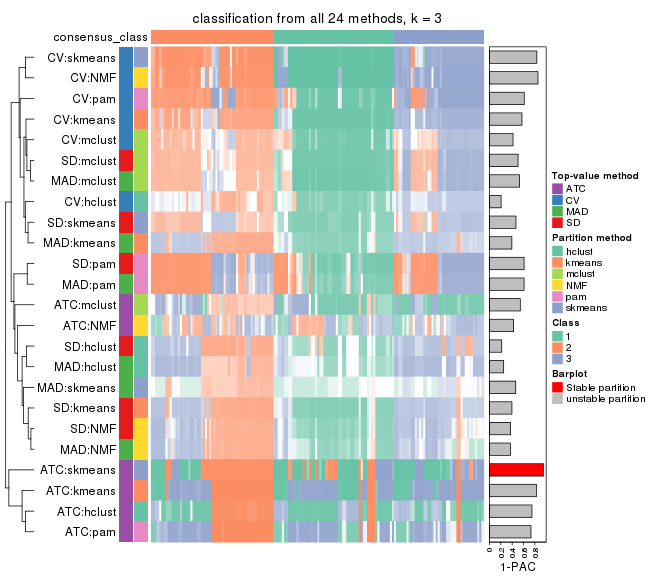 classification from all 24 methods, k = 3
consensus_class
CV:skmeans
CV:NMF
CV:pam
CV:kmeans
CV:mclust
SD:mclust
MAD:mclust
CV:hclust
SD:skmeans
MAD:kmeans
SD:pam
MAD:pam
ATC:mclust
ATC:NMF
SD:hclust
MAD:hclust
MAD:skmeans
SD:kmeans
SD:NMF
MAD:NMF
ATC:skmeans
ATC:kmeans
ATC:hclust
ATC:pam
0
0.2
0.4
0.6
0.8
1-PAC
Top-value method
ATC
CV
MAD
SD
Partition method
hclust
kmeans
mclust
NMF
pam
skmeans
Class
1
2
3
Barplot
Stable partition
unstable partition